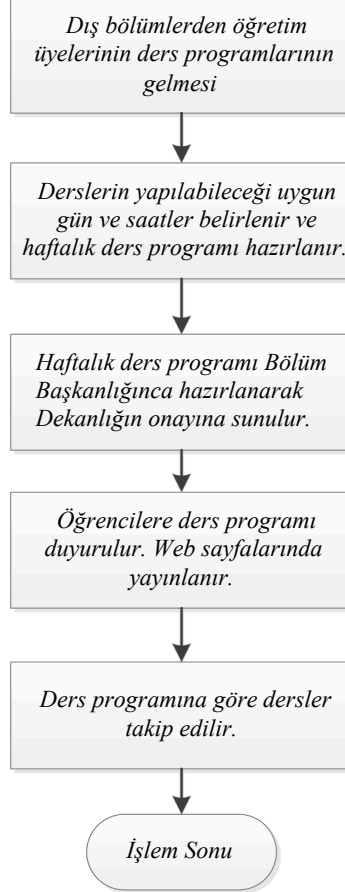 Dış bölümlerden öğretim
üyelerinin ders programlarının
gelmesi
Derslerin yapılabileceği uygun
gün ve saatler belirlenir ve
haftalık ders programı hazırlanır.
Haftalık ders programı Bölüm
Başkanlığınca hazırlanarak
Dekanlığın onayına sunulur.
Öğrencilere ders programı
duyurulur. Web sayfalarında
yayınlanır.
Ders programına göre dersler
takip edilir.
İşlem Sonu